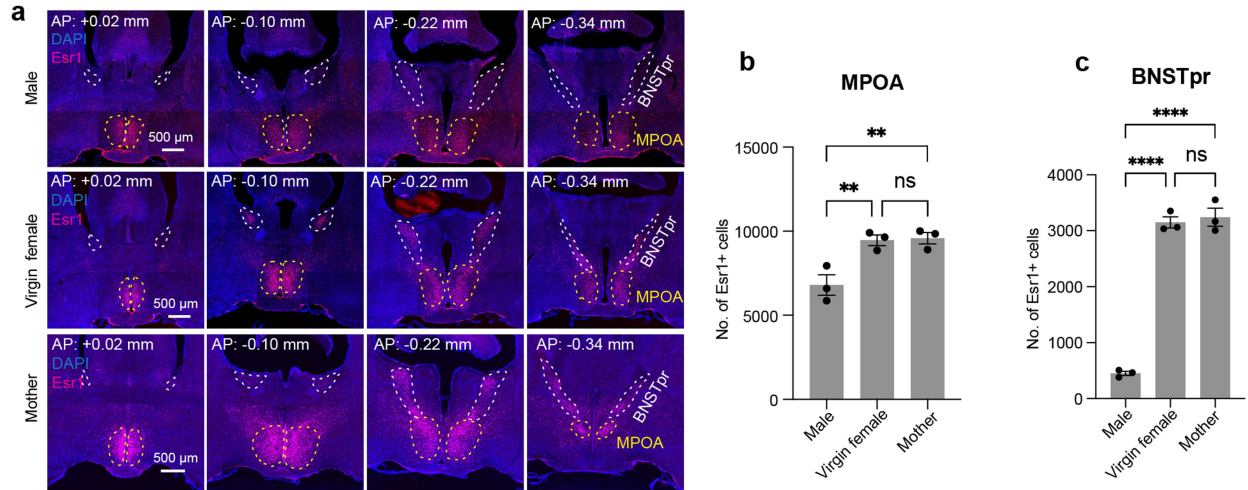 a
Male
AP: +0.02 mm
DAPI
Esr1
500 µm
AP: -0.10 mm
AP: -0.22 mm
AP: -0.34 mm
BNSTpr
MPOA
Virgin female
AP: +0.02 mm
DAPI
Esr1
500 µm
AP: -0.10 mm
AP: -0.22 mm
AP: -0.34 mm
BNSTpr
MPOA
Mother
AP: +0.02 mm
DAPI
Esr1
500 µm
AP: -0.10 mm
AP: -0.22 mm
AP: -0.34 mm
BNSTpr
MPOA
b
MPOA
No. of Esr1+ cells
15000
10000
5000
0
**
**
ns
Male
Virgin female
Mother
c
BNSTpr
No. of Esr1+ cells
4000
3000
4000
400
0
****
****
ns
Male
Virgin female
Mother